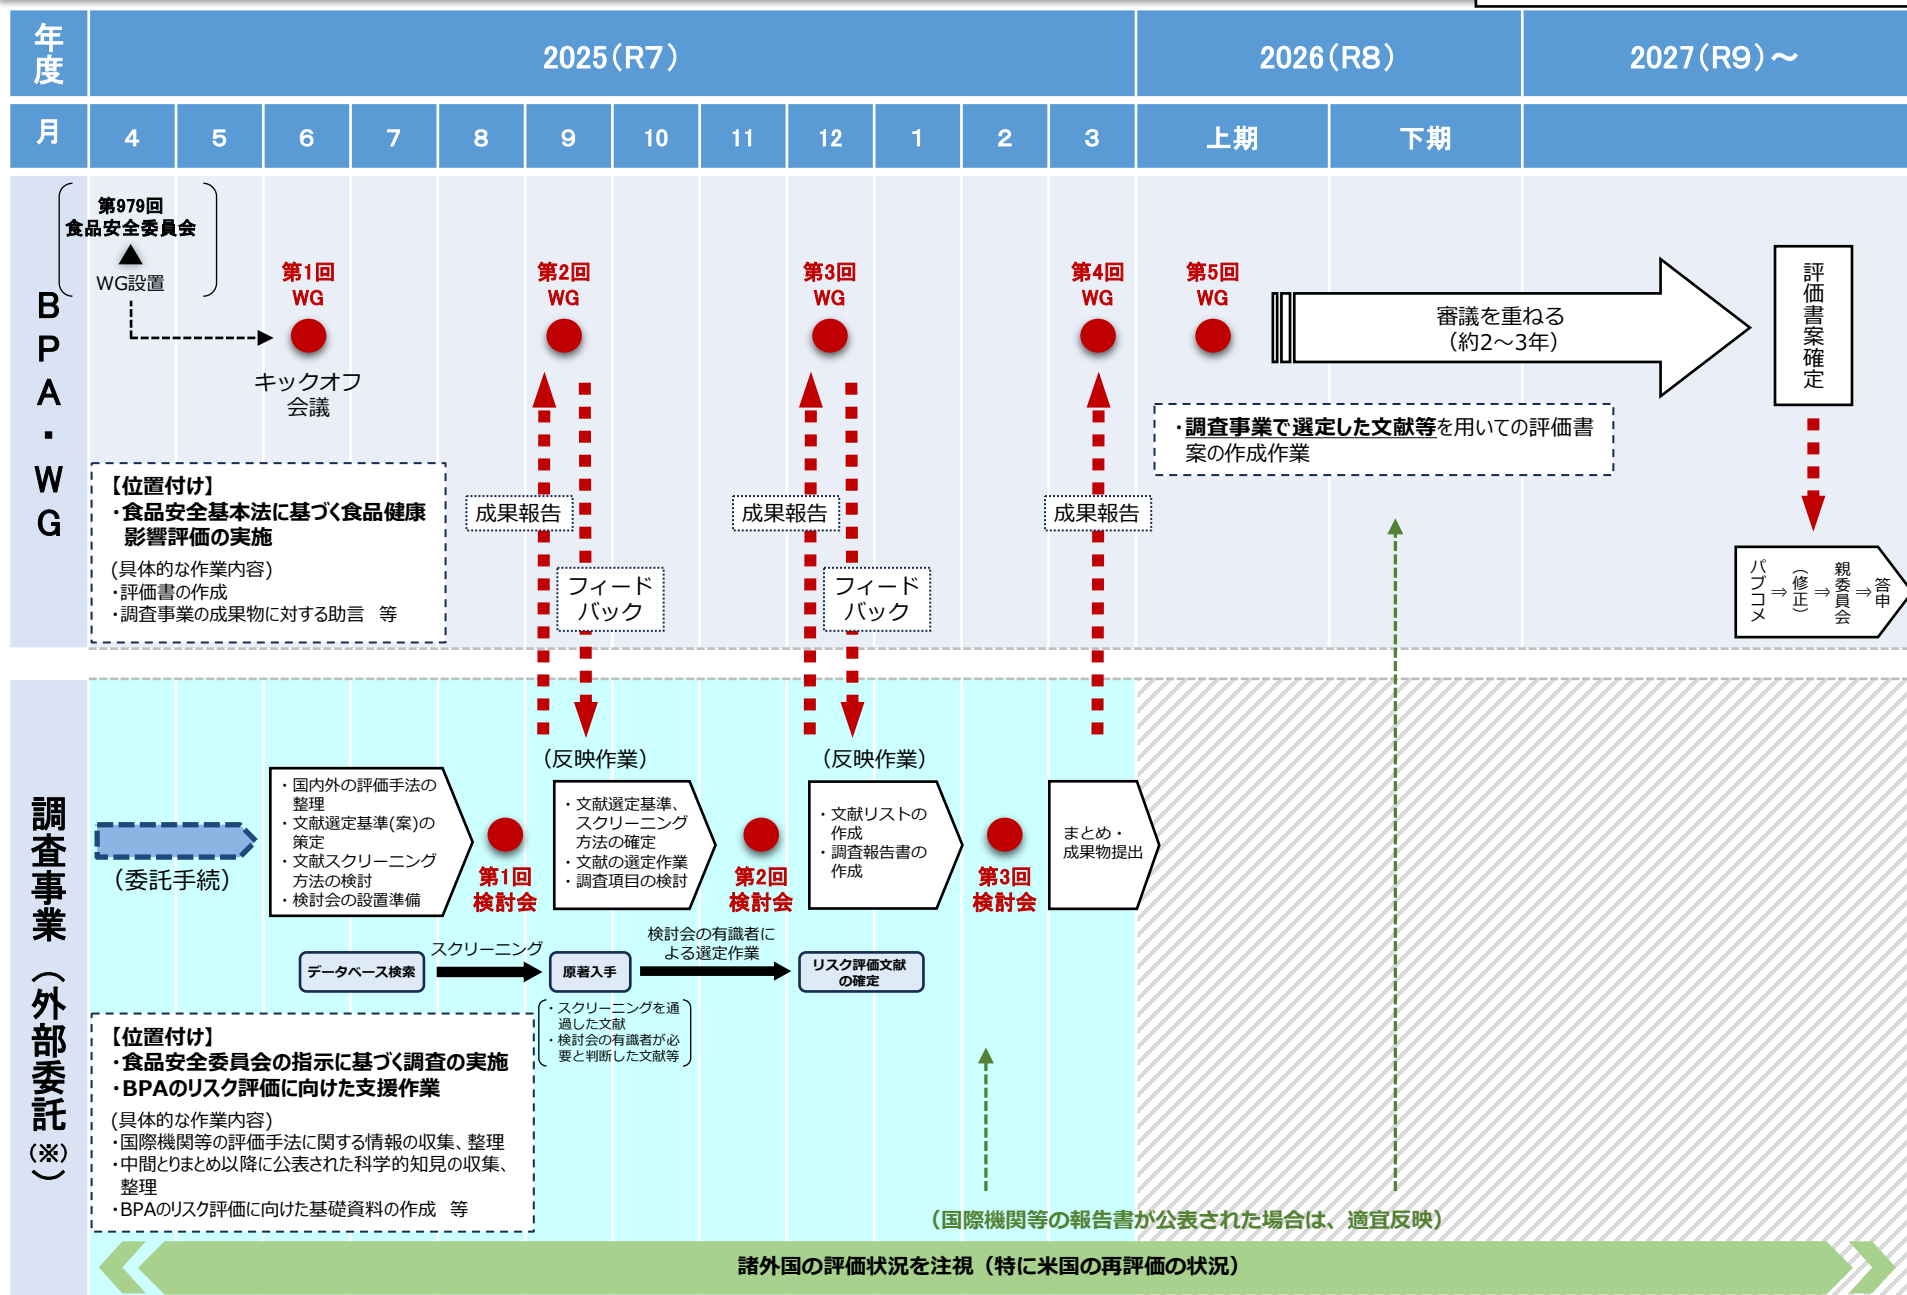 年度
2025(R7)
2026(R8)
2027(R9)～
月
4
5
6
7
8
9
10
11
12
1
2
3
上期
下期
BPA・WG
第979回
食品安全委員会
▲
WG設置
第1回
WG
キックオフ
会議
第2回
WG
第3回
WG
第4回
WG
第5回
WG
審議を重ねる
（約2～3年）
評価書案確定
・調査事業で選定した文献等を用いての評価書
案の作成作業
【位置付け】
・食品安全基本法に基づく食品健康
影響評価の実施
(具体的な作業内容)
・評価書の作成
・調査事業の成果物に対する助言　等
成果報告
フィード
バック
成果報告
フィード
バック
成果報告
パブコメ⇒（修正）⇒親委員会⇒答申
調査事業（外部委託(※)）
（委託手続）
・国内外の評価手法の
整理
・文献選定基準(案)の
策定
・文献スクリーニング
方法の検討
・検討会の設置準備
第1回
検討会
（反映作業）
・文献選定基準、
スクリーニング
方法の確定
・文献の選定作業
・調査項目の検討
第2回
検討会
（反映作業）
・文献リストの
作成
・調査報告書の
作成
第3回
検討会
まとめ・
成果物提出
データベース検索
スクリーニング
原著入手
検討会の有識者に
よる選定作業
リスク評価文献
の確定
・スクリーニングを通
過した文献
・検討会の有識者が必
要と判断した文献等
【位置付け】
・食品安全委員会の指示に基づく調査の実施
・BPAのリスク評価に向けた支援作業
(具体的な作業内容)
・国際機関等の評価手法に関する情報の収集、整理
・中間とりまとめ以降に公表された科学的知見の収集、
整理
・BPAのリスク評価に向けた基礎資料の作成　等
（国際機関等の報告書が公表された場合は、適宜反映）
諸外国の評価状況を注視（特に米国の再評価の状況）